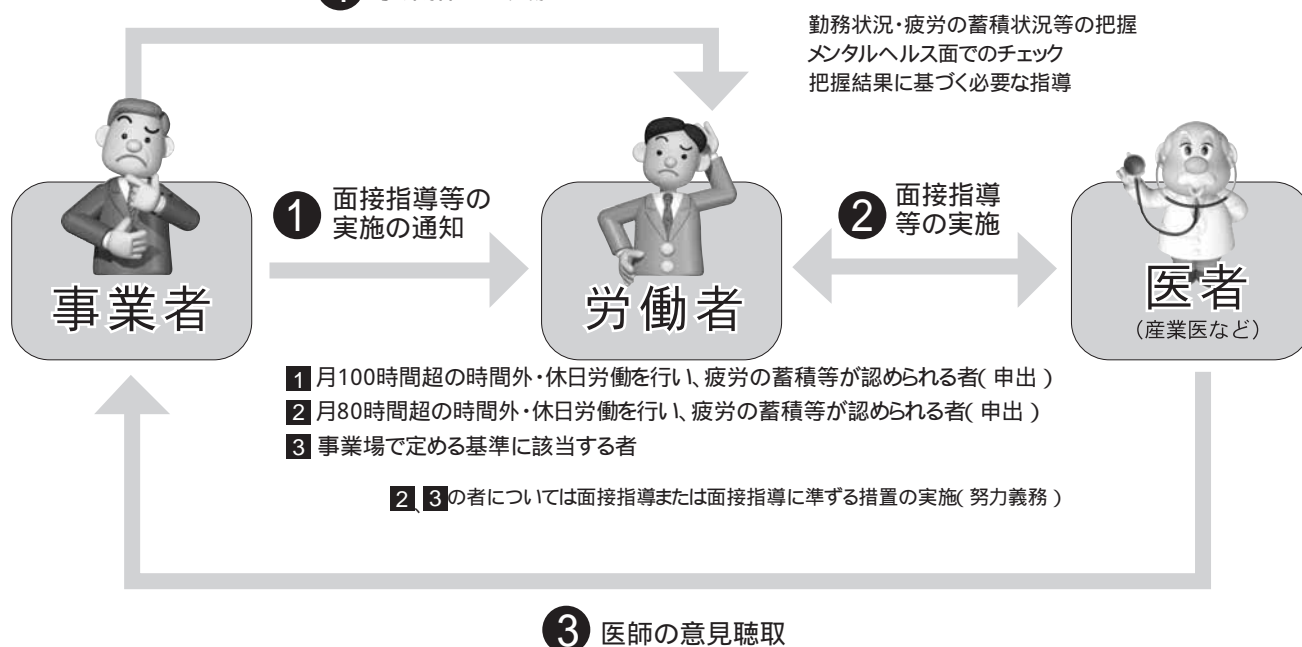 勤務状況・疲労の蓄積状況等の把握
メンタルヘルス面でのチェック
把握結果に基づく必要な指導
1 面接指導等の
実施の通知
2 面接指導
等の実施
事業者
労働者
医者
(産業医など)
1 月100時間超の時間外・休日労働を行い、疲労の蓄積等が認められる者(申出)
2 月80時間超の時間外・休日労働を行い、疲労の蓄積等が認められる者(申出)
3 事業場で定める基準に該当する者
2、3の者については面接指導または面接指導に準ずる措置の実施(努力義務)
3 医師の意見聴取